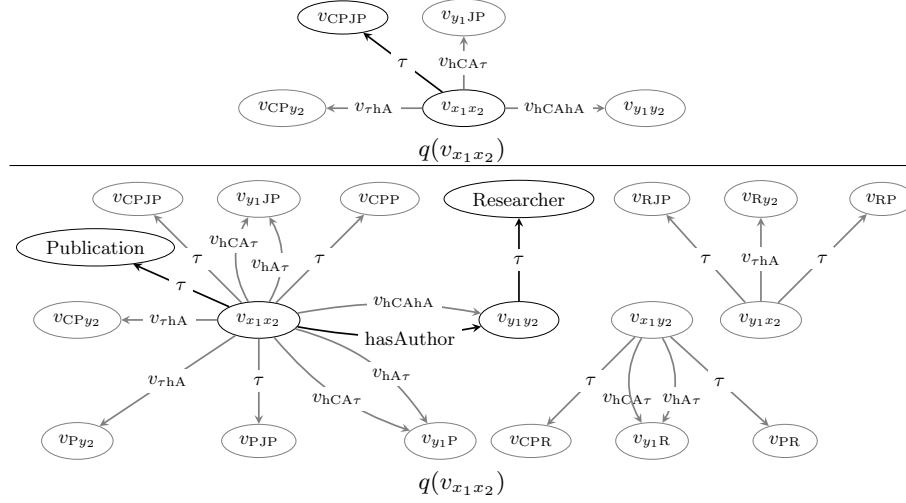 v_CPJP v_y₁JP
τ v_hCAτ
v_CPy₂ v_τhA v_x₁x₂ v_hCAhA v_y₁y₂
q(v_x₁x₂)
v_CPJP v_y₁JP v_CPP Researcher v_RJP v_Ry₂ v_RP
Publication
v_hCAτ
τ v_hAτ τ τ τ v_τhA τ
τ
v_hCAhA
v_CPy₂ v_τhA v_x₁x₂ v_y₁y₂ v_x₁y₂ v_y₁x₂
hasAuthor
v_τhA τ v_hAτ τ τ
v_hCAτ v_hCAτ v_hAτ
v_Py₂ v_PJP v_y₁P v_CPR v_y₁R v_PR
q(v_x₁x₂)